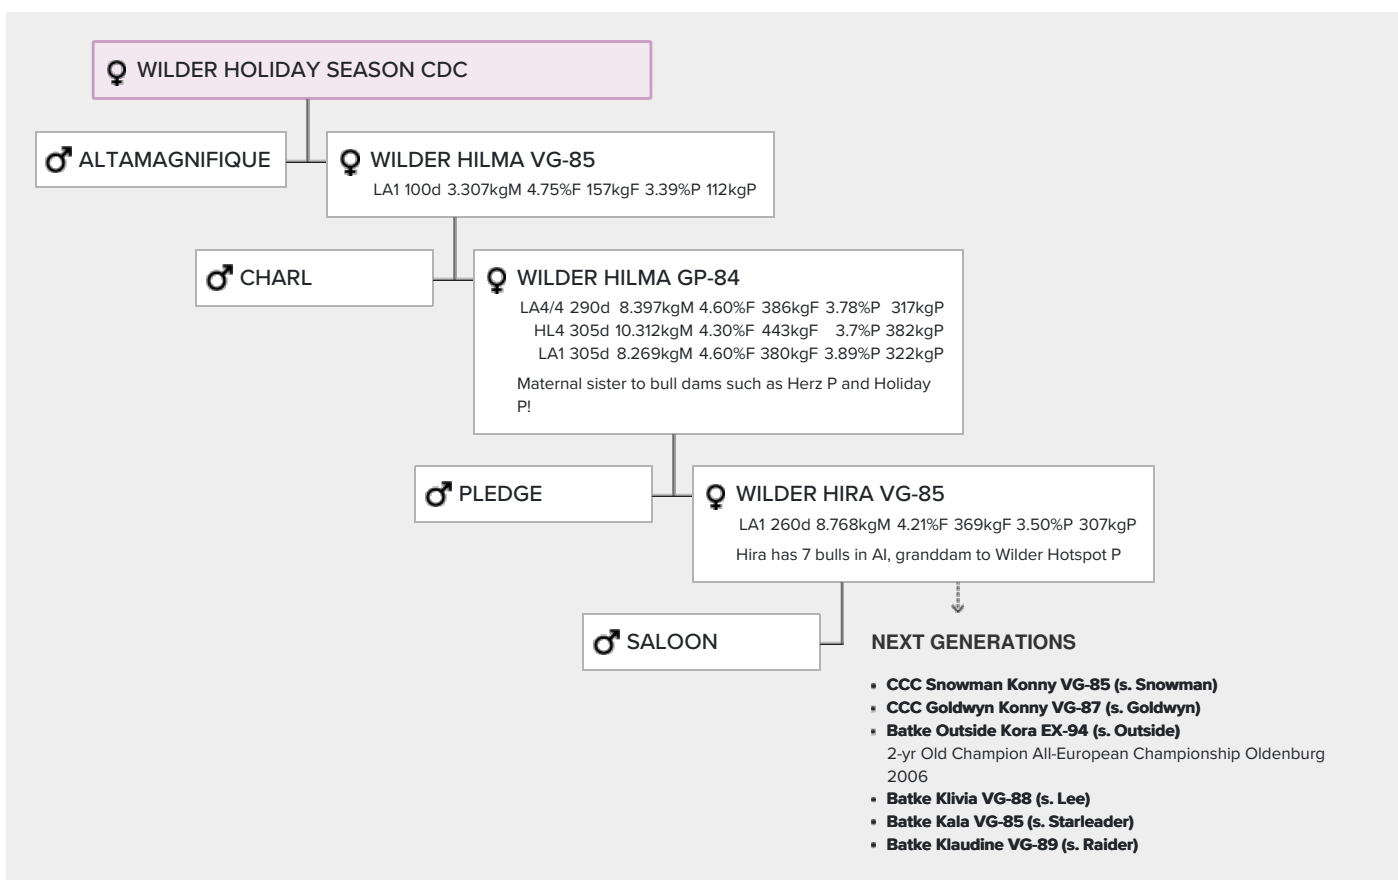 WILDER HOLIDAY SEASON CDC
ALTAMAGNIFIQUE
WILDER HILMA VG-85
LA1 100d 3.307kgM 4.75%F 157kgF 3.39%P 112kgP
CHARL
WILDER HILMA GP-84
LA4/4 290d 8.397kgM 4.60%F 386kgF 3.78%P 317kgP
HL4 305d 10.312kgM 4.30%F 443kgF 3.7%P 382kgP
LA1 305d 8.269kgM 4.60%F 380kgF 3.89%P 322kgP
Maternal sister to bull dams such as Herz P and Holiday
P!
PLEDGE
WILDER HIRA VG-85
LA1 260d 8.768kgM 4.21%F 369kgF 3.50%P 307kgP
Hira has 7 bulls in AI, granddam to Wilder Hotspot P
SALOON
NEXT GENERATIONS
CCC Snowman Konny VG-85 (s. Snowman)
CCC Goldwyn Konny VG-87 (s. Goldwyn)
Batke Outside Kora EX-94 (s. Outside)
2-yr Old Champion All-European Championship Oldenburg
2006
Batke Klivia VG-88 (s. Lee)
Batke Kala VG-85 (s. Starleader)
Batke Klaudine VG-89 (s. Raider)